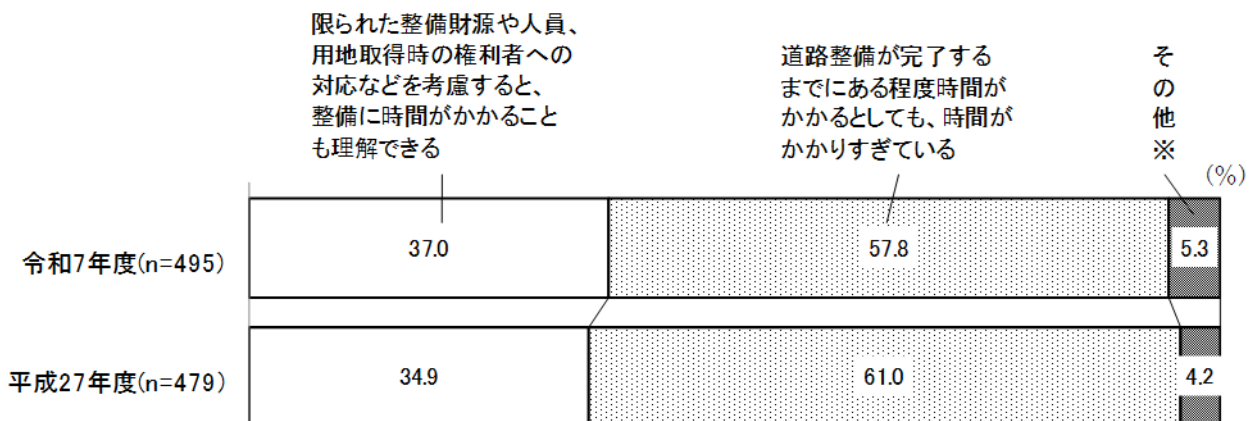 限られた整備財源や人員、
用地取得時の権利者への
対応などを考慮すると、
整備に時間がかかること
も理解できる
道路整備が完了する
までにある程度時間が
かかるとしても、時間が
かかりすぎている
その他※
(%)
令和7年度(n=495)
37.0
57.8
5.3
平成27年度(n=479)
34.9
61.0
4.2